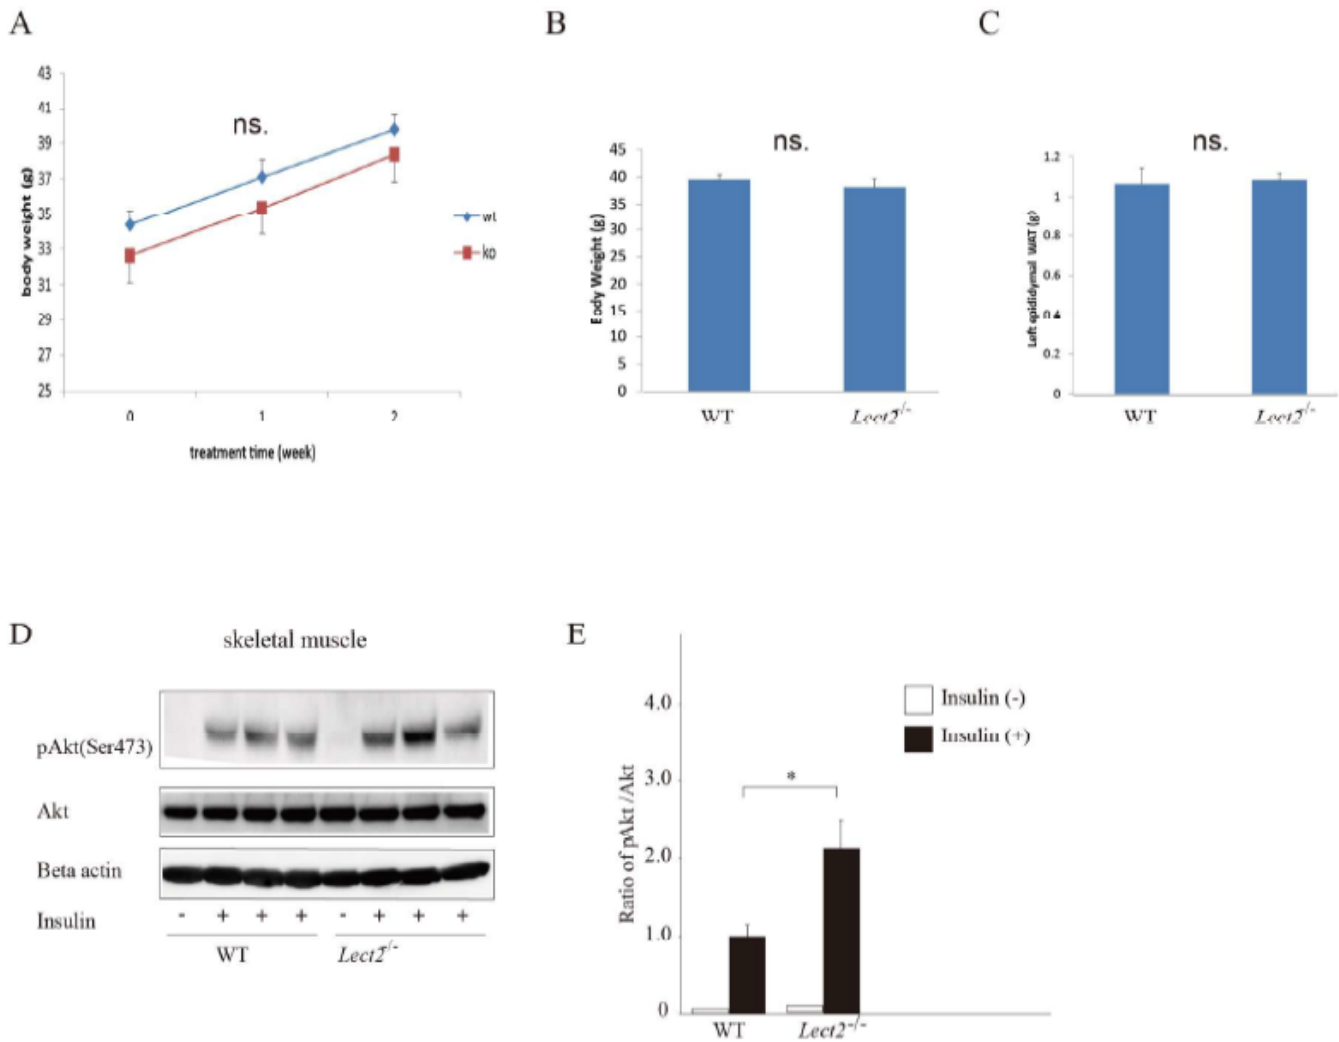 A
43
41
39
37
35
33
31
29
27
25
body weight (g)
ns.
wt
ko
0
1
2
treatment time (week)
B
ns.
45
40
35
30
25
20
15
10
5
0
Body Weight (g)
WT
Lect2-/-
C
ns.
1.2
1
0.8
0.6
0.4
0.2
0
Left epididymal WAT (g)
WT
Lect2-/-
D
skeletal muscle
pAkt(Ser473)
Akt
Beta actin
Insulin - + + + - + + +
WT Lect2-/-
E
4.0
3.0
2.0
1.0
0
Ratio of pAkt /Akt
*
Insulin (-)
Insulin (+)
WT
Lect2-/-